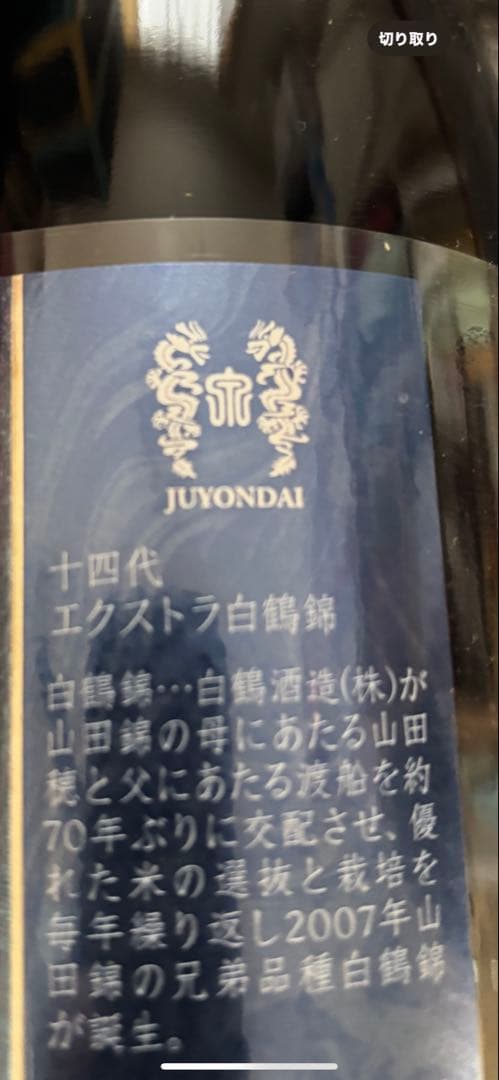 切り取り
JUYONDAI
十四代
エクストラ白鶴錦
白鶴錦…白鶴酒造(株)が
山田錦の母にあたる山田
穂と父にあたる渡船を約
70年ぶりに交配させ、優
れた米の選抜と栽培を
毎年繰り返し2007年山
田錦の兄弟品種白鶴錦
が誕生。